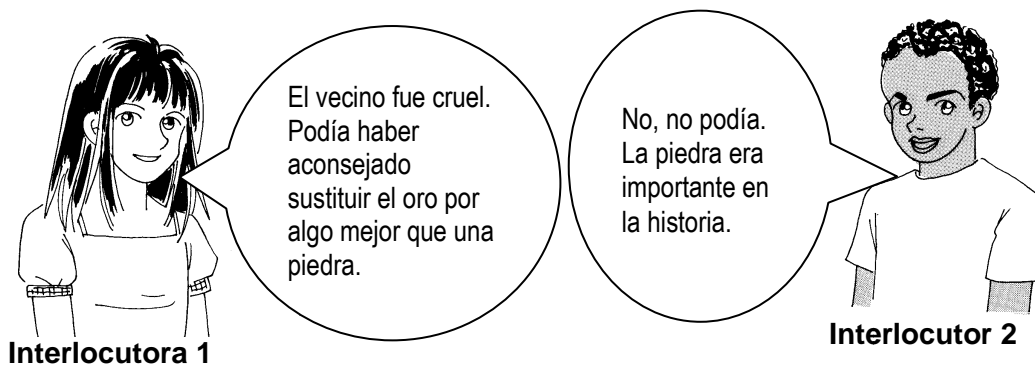 El vecino fue cruel.
Podía haber
aconsejado
sustituir el oro por
algo mejor que una
piedra.
No, no podía.
La piedra era
importante en
la historia.
Interlocutora 1
Interlocutor 2